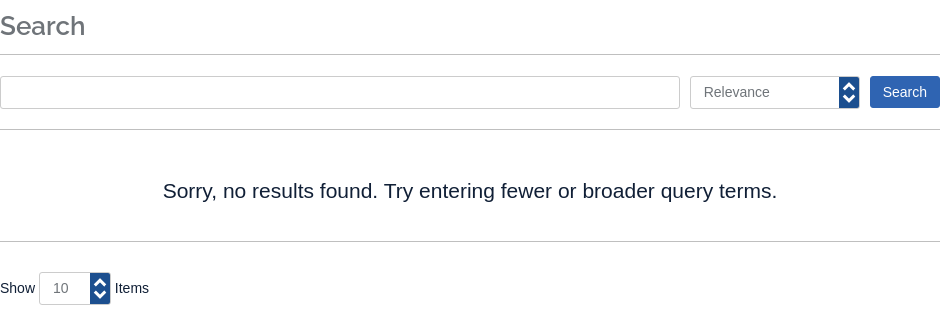 Search
Relevance Search
Sorry, no results found. Try entering fewer or broader query terms.
Show 10 Items